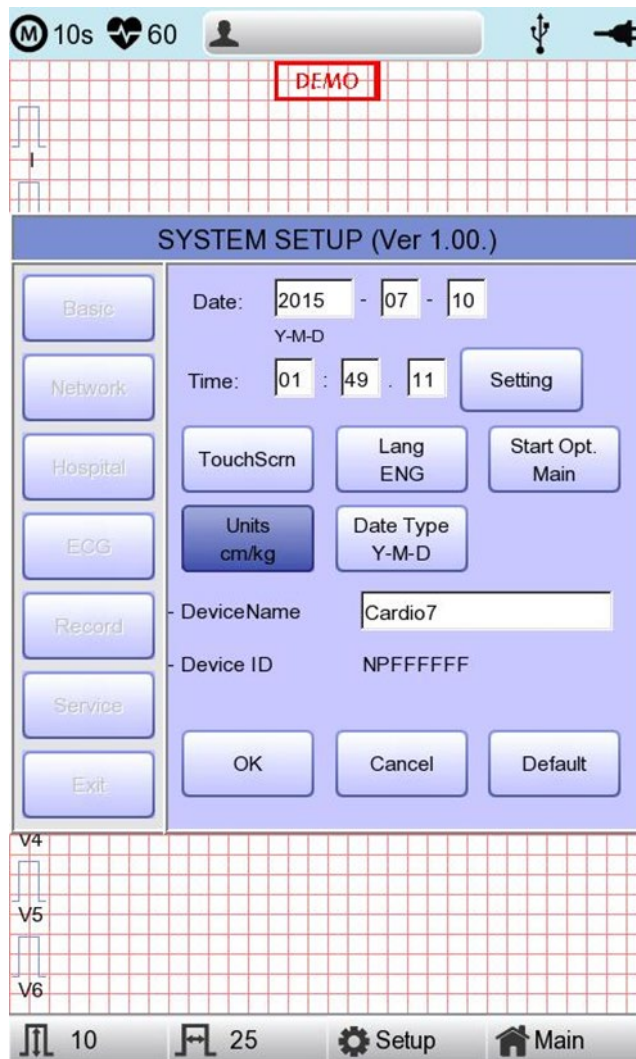 M 10s 60
DEMO
I
SYSTEM SETUP (Ver 1.00.)
Basic
Network
Hospital
ECG
Record
Service
Exit
Date: 2015 - 07 - 10
Y-M-D
Time: 01 : 49 . 11 Setting
TouchScrn
Lang
ENG
Start Opt.
Main
Units
cm/kg
Date Type
Y-M-D
- DeviceName Cardio7
- Device ID NPFFFFFF
OK Cancel Default
V4
V5
V6
10 25 Setup Main